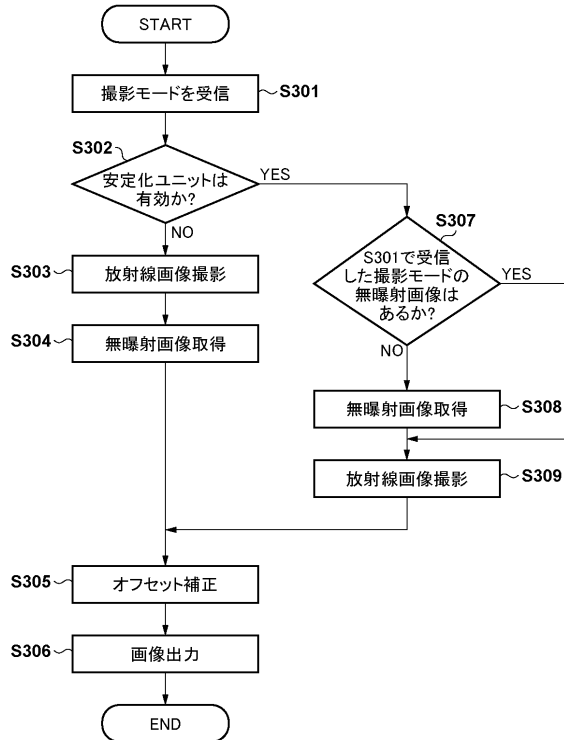 START
撮影モードを受信
S301
S302
安定化ユニットは
有効か?
YES
NO
S303
放射線画像撮影
S304
無曝射画像取得
S307
S301で受信
した撮影モードの
無曝射画像は
あるか?
YES
NO
無曝射画像取得
S308
放射線画像撮影
S309
S305
オフセット補正
S306
画像出力
END